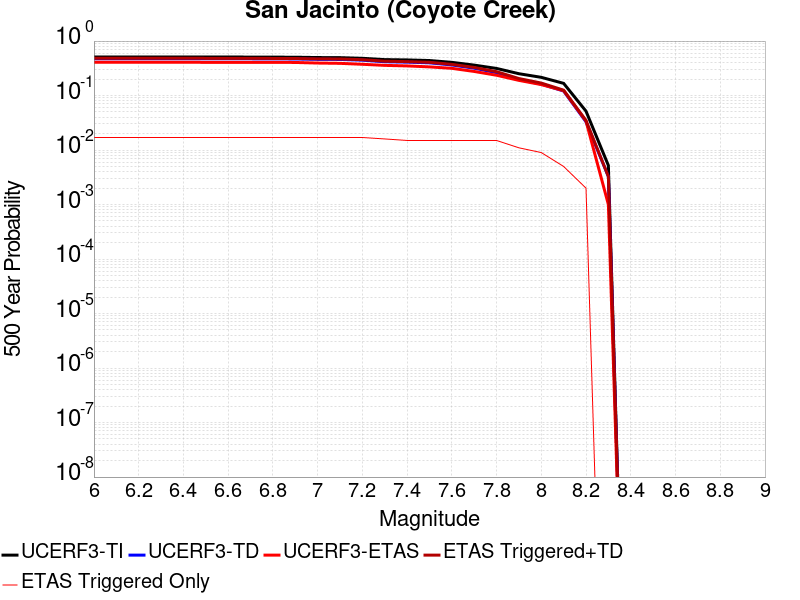 San Jacinto (Coyote Creek)
10^0
10^-1
10^-2
10^-3
10^-4
10^-5
10^-6
10^-7
10^-8
500 Year Probability
6 6.2 6.4 6.6 6.8 7 7.2 7.4 7.6 7.8 8 8.2 8.4 8.6 8.8 9
Magnitude
UCERF3-TI UCERF3-TD UCERF3-ETAS ETAS Triggered+TD
ETAS Triggered Only